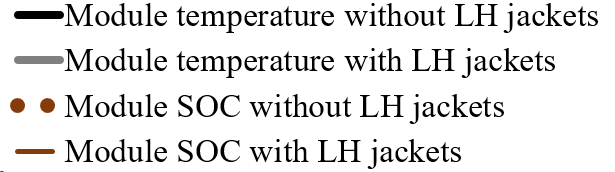 Module temperature without LH jackets
Module temperature with LH jackets
Module SOC without LH jackets
Module SOC with LH jackets